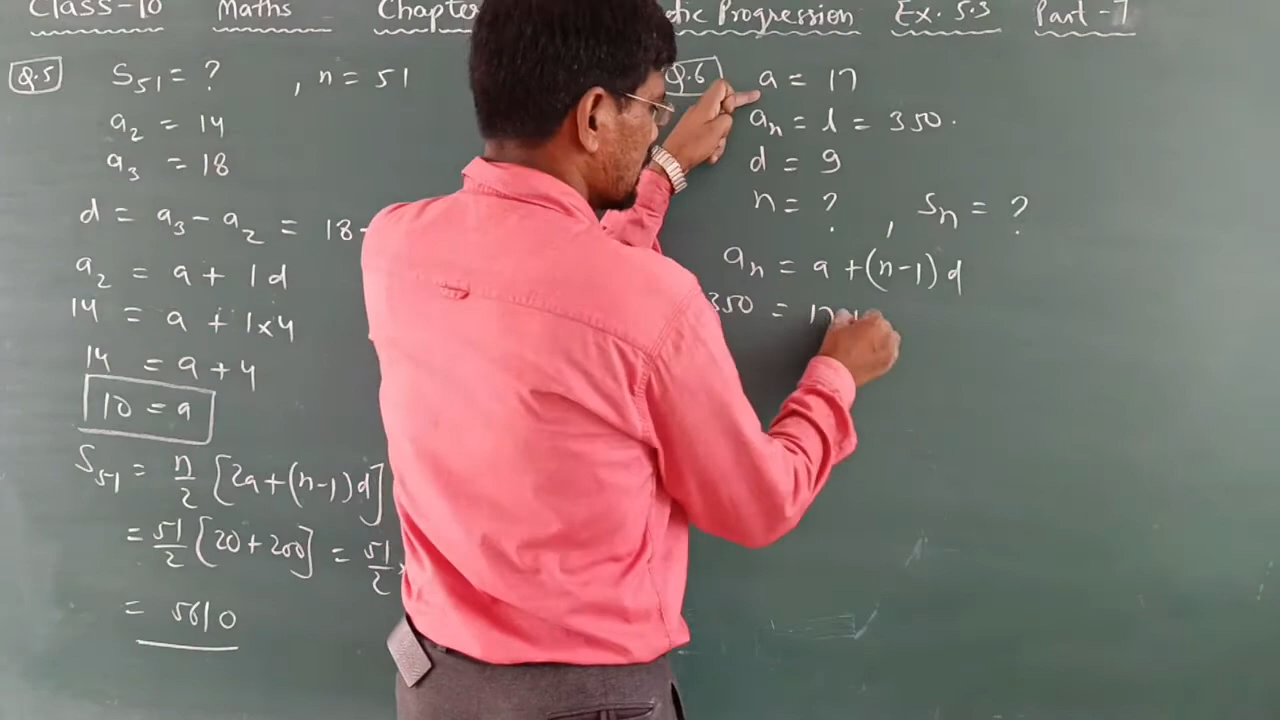 Class-10 Maths Chapter Progression Ex. 5.3 Part-7
Q.5 S51 = ? , n = 51
a2 = 14
a3 = 18
d = a3 - a2 = 18-
a2 = a + 1d
14 = a + 1x4
14 = a+4
10 = a
S51 = n/2 [2a+(n-1)d]
= 51/2 [20+200] = 51/2
= 5610
Q.6 a = 17
an = l = 350.
d = 9
n = ? , Sn = ?
an = a +(n-1)d
350 = 17